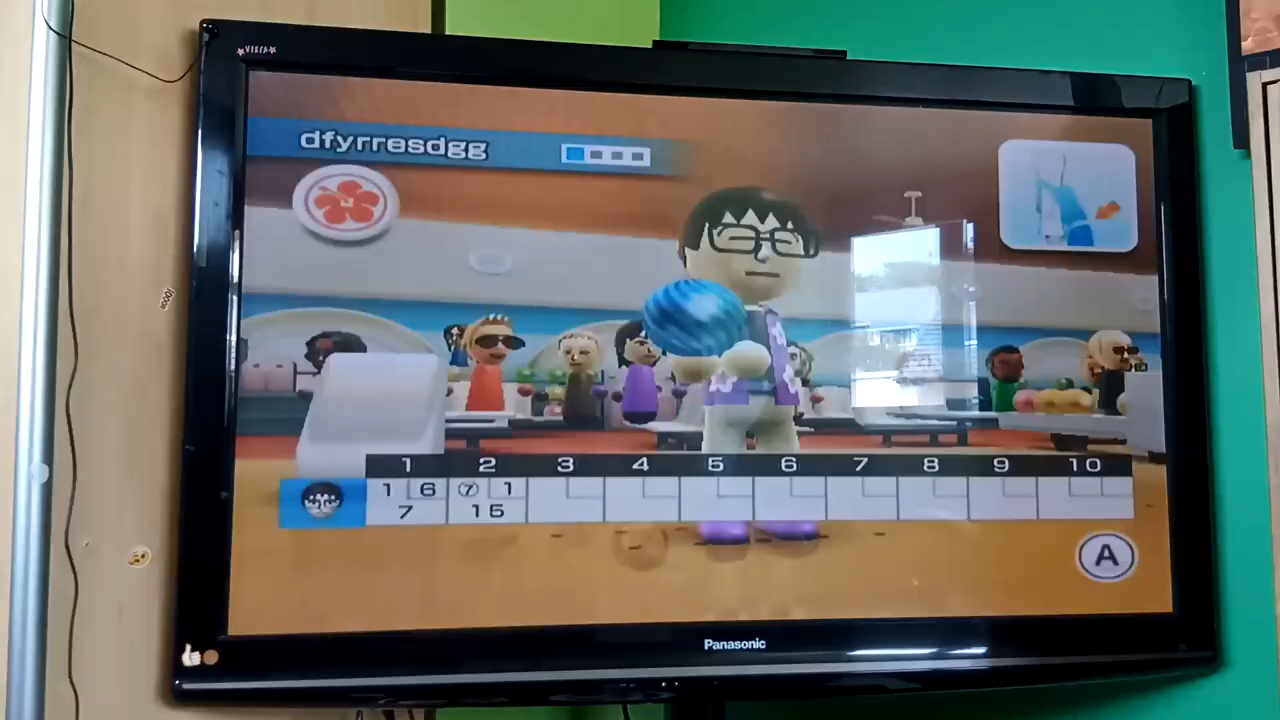 VIERA
dfyrresdgg
1 2 3 4 5 6 7 8 9 10
1 6 ⑦ 1
7 15
A
Panasonic